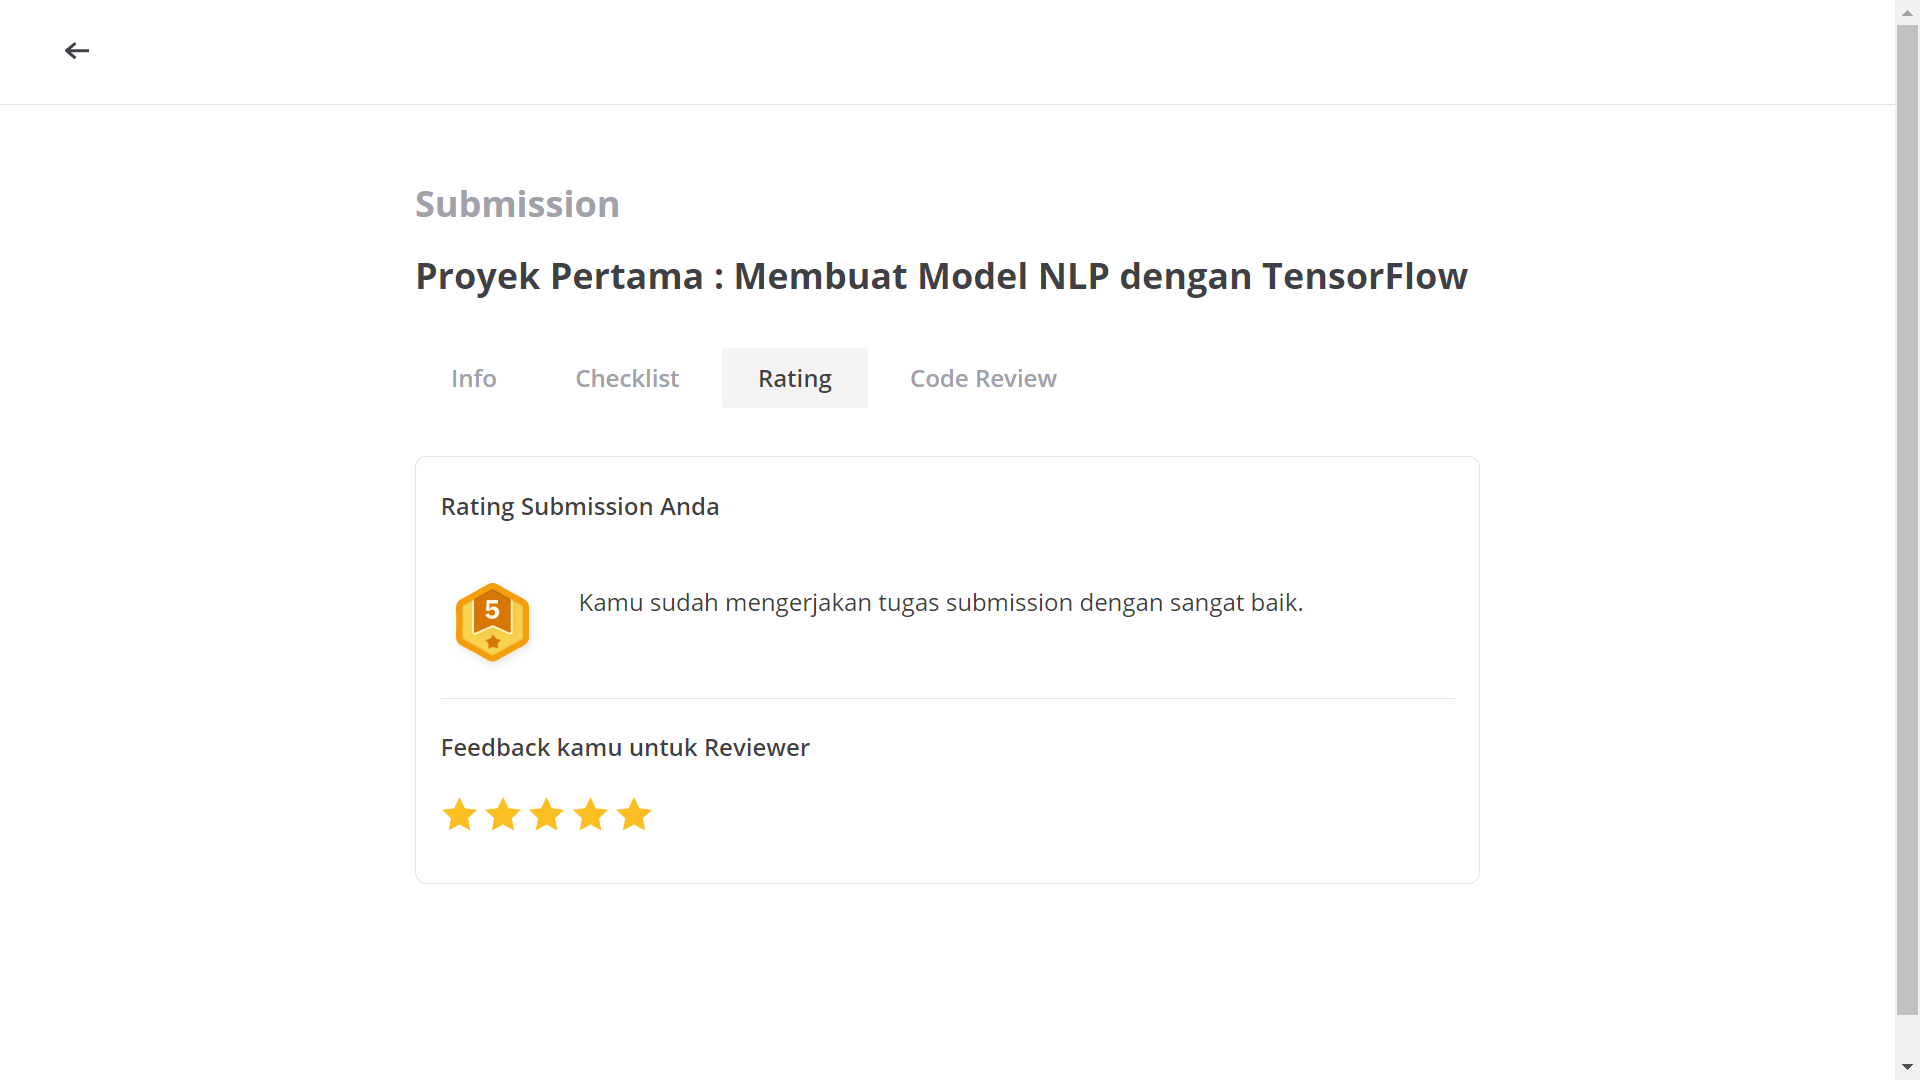 Submission
Proyek Pertama : Membuat Model NLP dengan TensorFlow
Info Checklist Rating Code Review
Rating Submission Anda
5
Kamu sudah mengerjakan tugas submission dengan sangat baik.
Feedback kamu untuk Reviewer